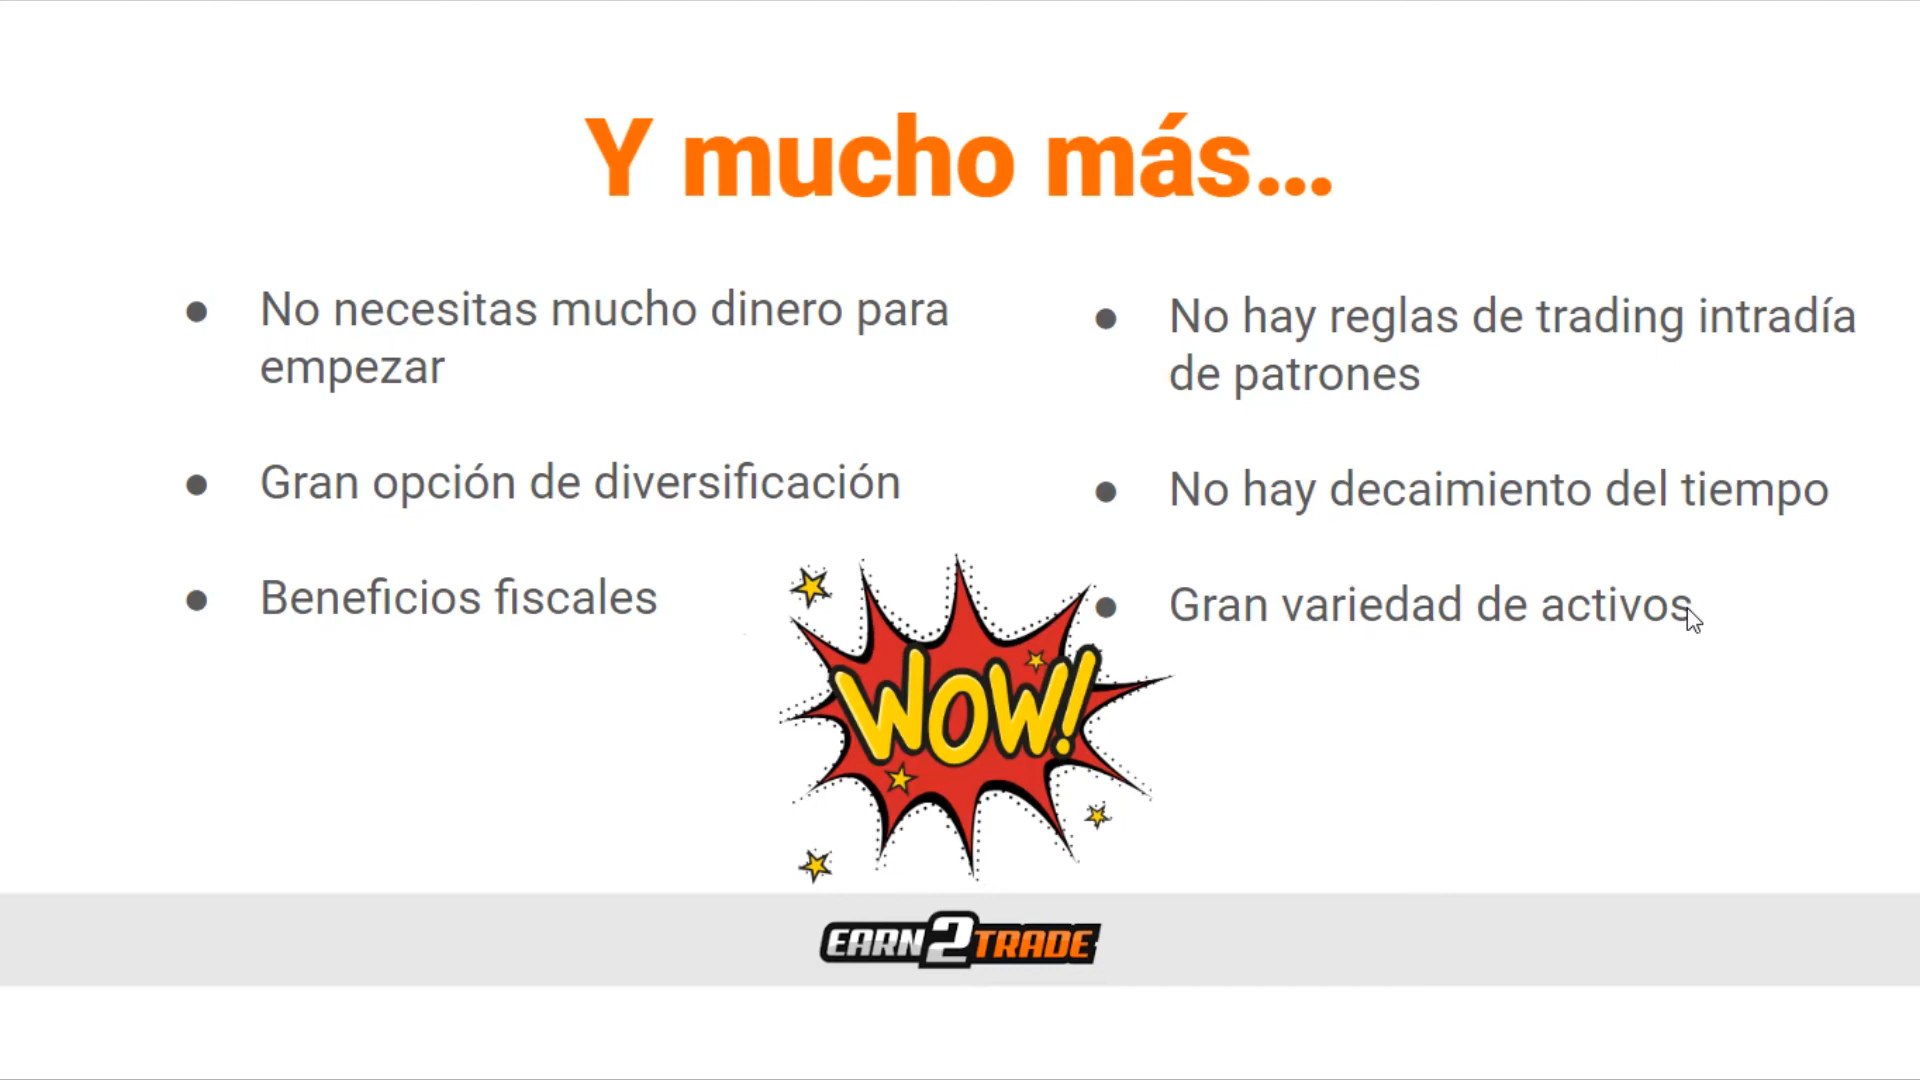 Y mucho más...
No necesitas mucho dinero para
empezar
Gran opción de diversificación
Beneficios fiscales
No hay reglas de trading intradía
de patrones
No hay decaimiento del tiempo
Gran variedad de activos
WOW!
EARN2TRADE